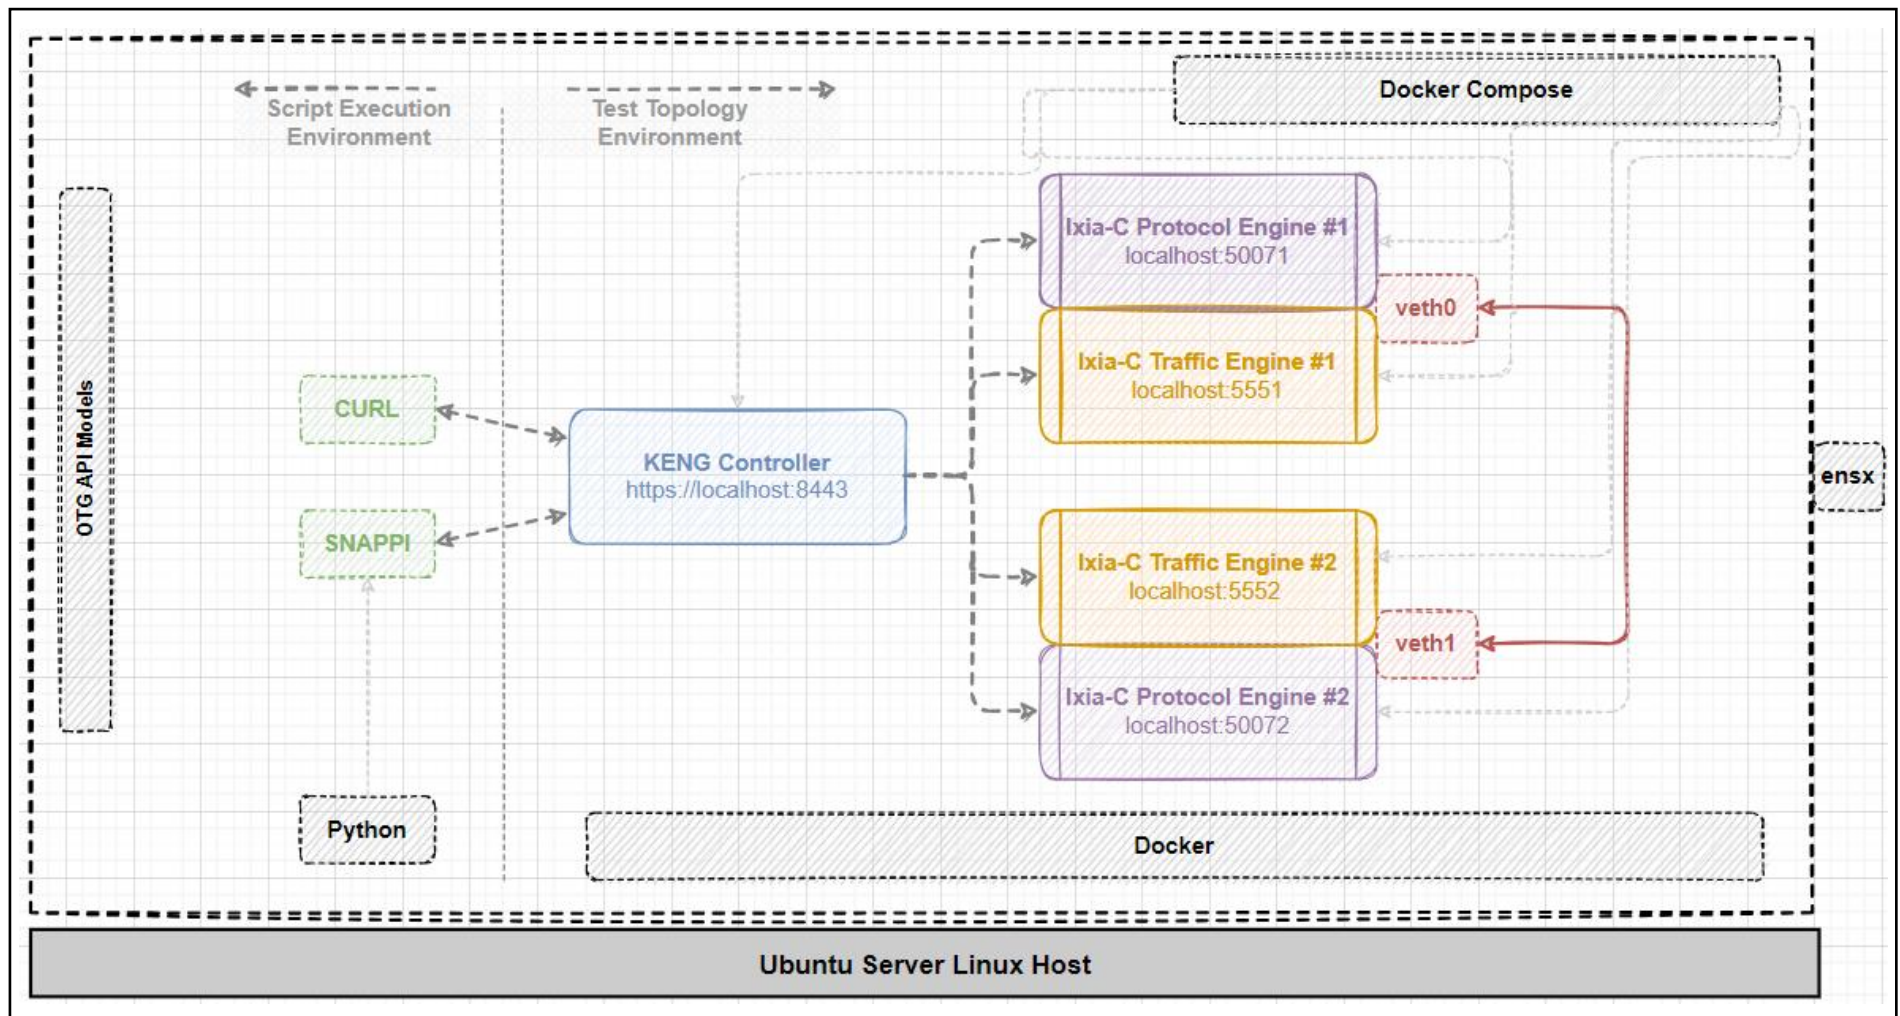 Docker Compose
Script Execution
Environment
Test Topology
Environment
OTG API Models
Ixia-C Protocol Engine #1
localhost:50071
veth0
Ixia-C Traffic Engine #1
localhost:5551
CURL
KENG Controller
https://localhost:8443
ensx
SNAPPI
Ixia-C Traffic Engine #2
localhost:5552
veth1
Ixia-C Protocol Engine #2
localhost:50072
Python
Docker
Ubuntu Server Linux Host